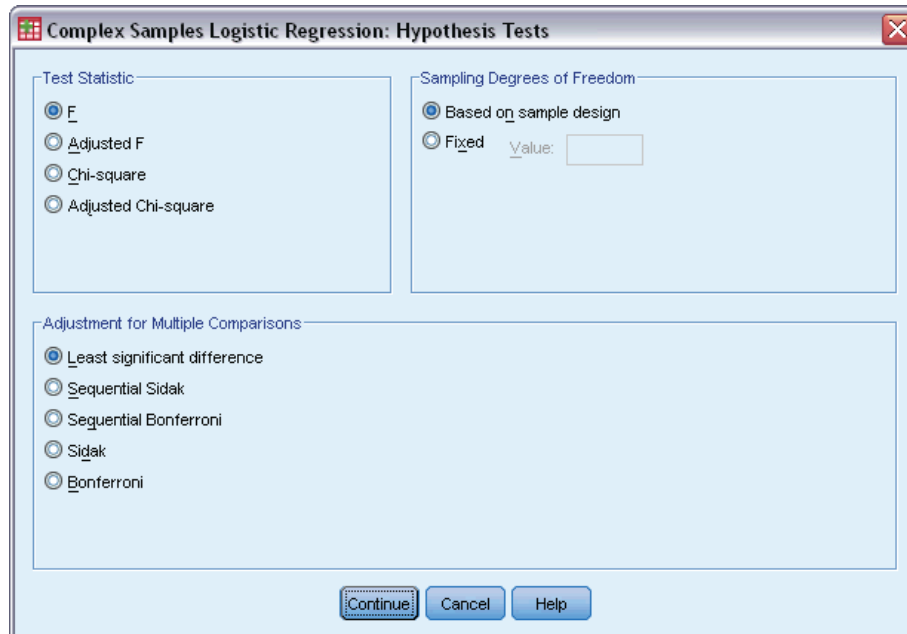 Complex Samples Logistic Regression: Hypothesis Tests
Test Statistic
F
Adjusted F
Chi-square
Adjusted Chi-square
Sampling Degrees of Freedom
Based on sample design
Fixed Value:
Adjustment for Multiple Comparisons
Least significant difference
Sequential Sidak
Sequential Bonferroni
Sidak
Bonferroni
Continue Cancel Help